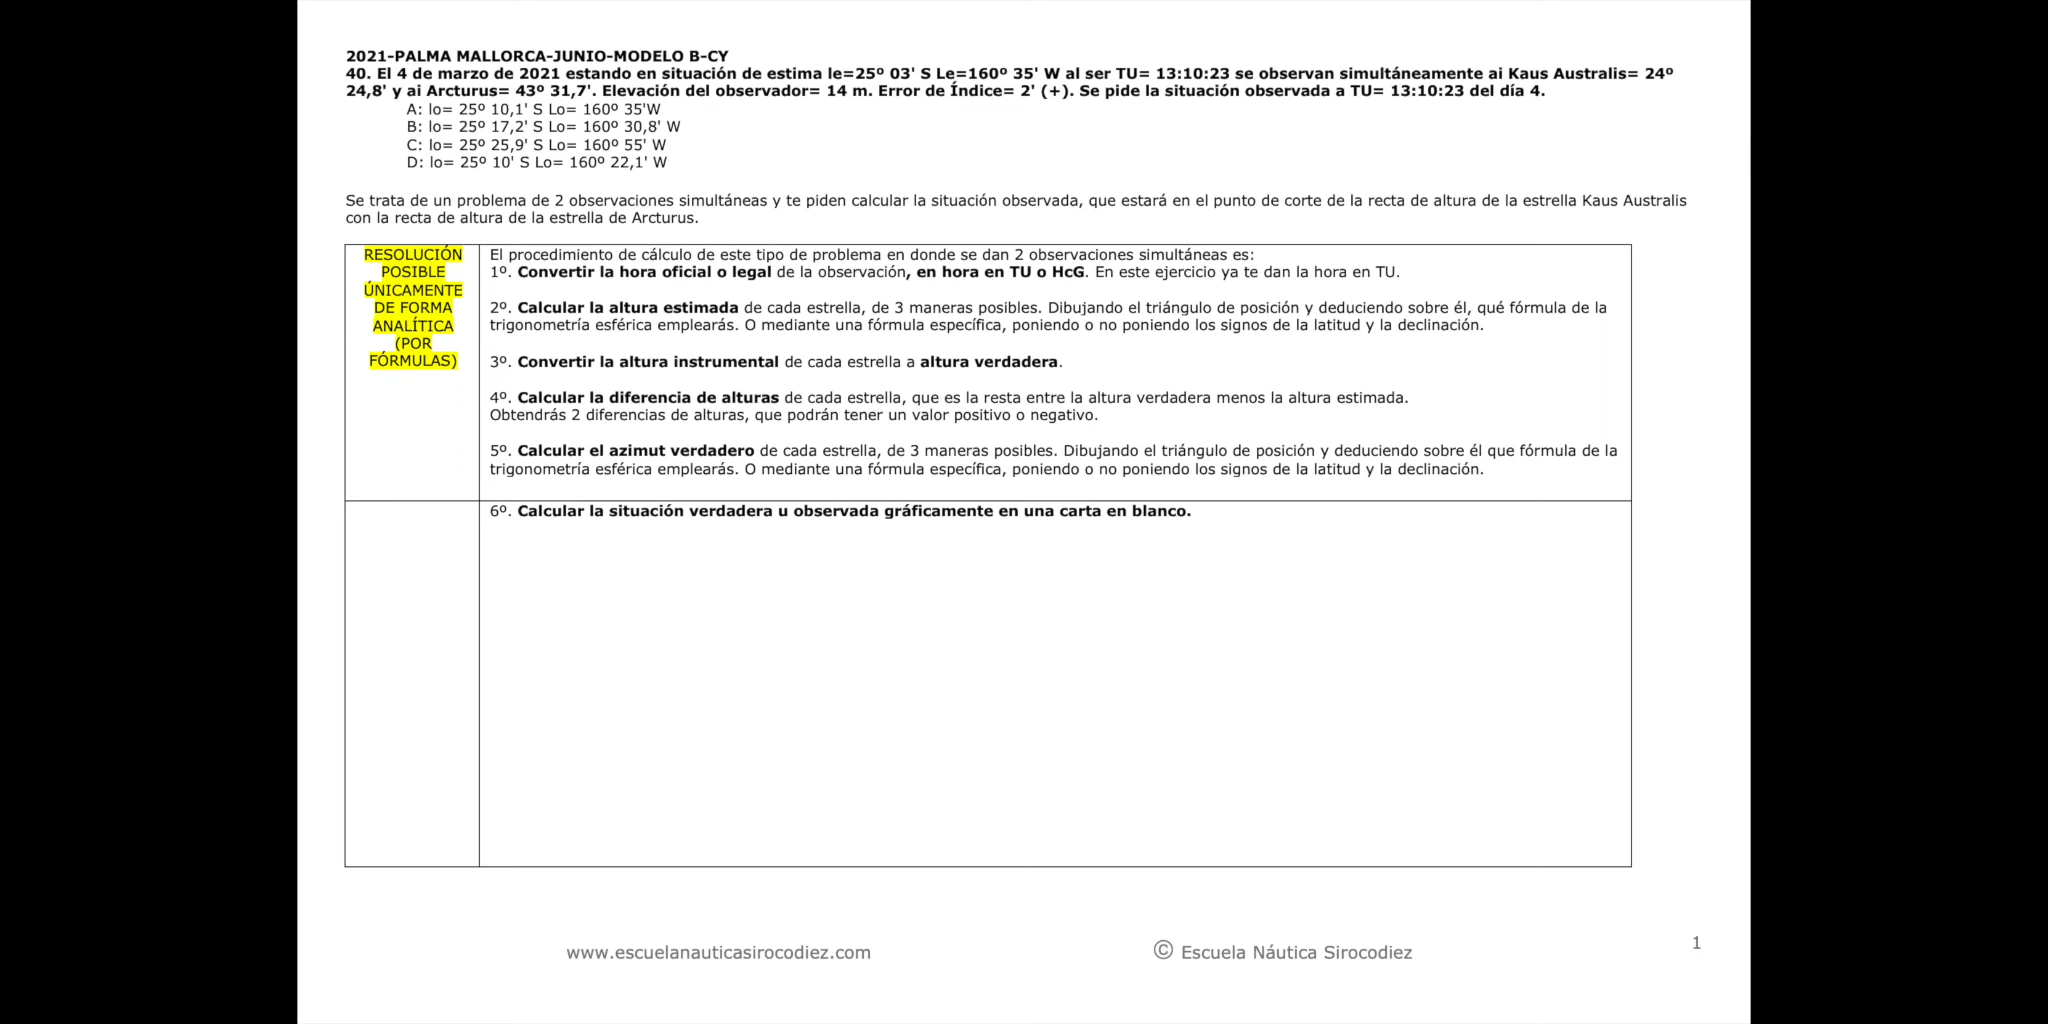 2021-PALMA MALLORCA-JUNIO-MODELO B-CY
40. El 4 de marzo de 2021 estando en situación de estima le=25º 03' S Le=160º 35' W al ser TU= 13:10:23 se observan simultáneamente ai Kaus Australis= 24º
24,8' y ai Arcturus= 43º 31,7'. Elevación del observador= 14 m. Error de Índice= 2' (+). Se pide la situación observada a TU= 13:10:23 del día 4.
A: lo= 25º 10,1' S Lo= 160º 35'W
B: lo= 25º 17,2' S Lo= 160º 30,8' W
C: lo= 25º 25,9' S Lo= 160º 55' W
D: lo= 25º 10' S Lo= 160º 22,1' W
Se trata de un problema de 2 observaciones simultáneas y te piden calcular la situación observada, que estará en el punto de corte de la recta de altura de la estrella Kaus Australis
con la recta de altura de la estrella de Arcturus.
RESOLUCIÓN
POSIBLE
ÚNICAMENTE
DE FORMA
ANALÍTICA
(POR
FÓRMULAS)
El procedimiento de cálculo de este tipo de problema en donde se dan 2 observaciones simultáneas es:
1º. Convertir la hora oficial o legal de la observación, en hora en TU o HcG. En este ejercicio ya te dan la hora en TU.
2º. Calcular la altura estimada de cada estrella, de 3 maneras posibles. Dibujando el triángulo de posición y deduciendo sobre él, qué fórmula de la
trigonometría esférica emplearás. O mediante una fórmula específica, poniendo o no poniendo los signos de la latitud y la declinación.
3º. Convertir la altura instrumental de cada estrella a altura verdadera.
4º. Calcular la diferencia de alturas de cada estrella, que es la resta entre la altura verdadera menos la altura estimada.
Obtendrás 2 diferencias de alturas, que podrán tener un valor positivo o negativo.
5º. Calcular el azimut verdadero de cada estrella, de 3 maneras posibles. Dibujando el triángulo de posición y deduciendo sobre él que fórmula de la
trigonometría esférica emplearás. O mediante una fórmula específica, poniendo o no poniendo los signos de la latitud y la declinación.
6º. Calcular la situación verdadera u observada gráficamente en una carta en blanco.
www.escuelanauticasirocodiez.com
© Escuela Náutica Sirocodiez
1